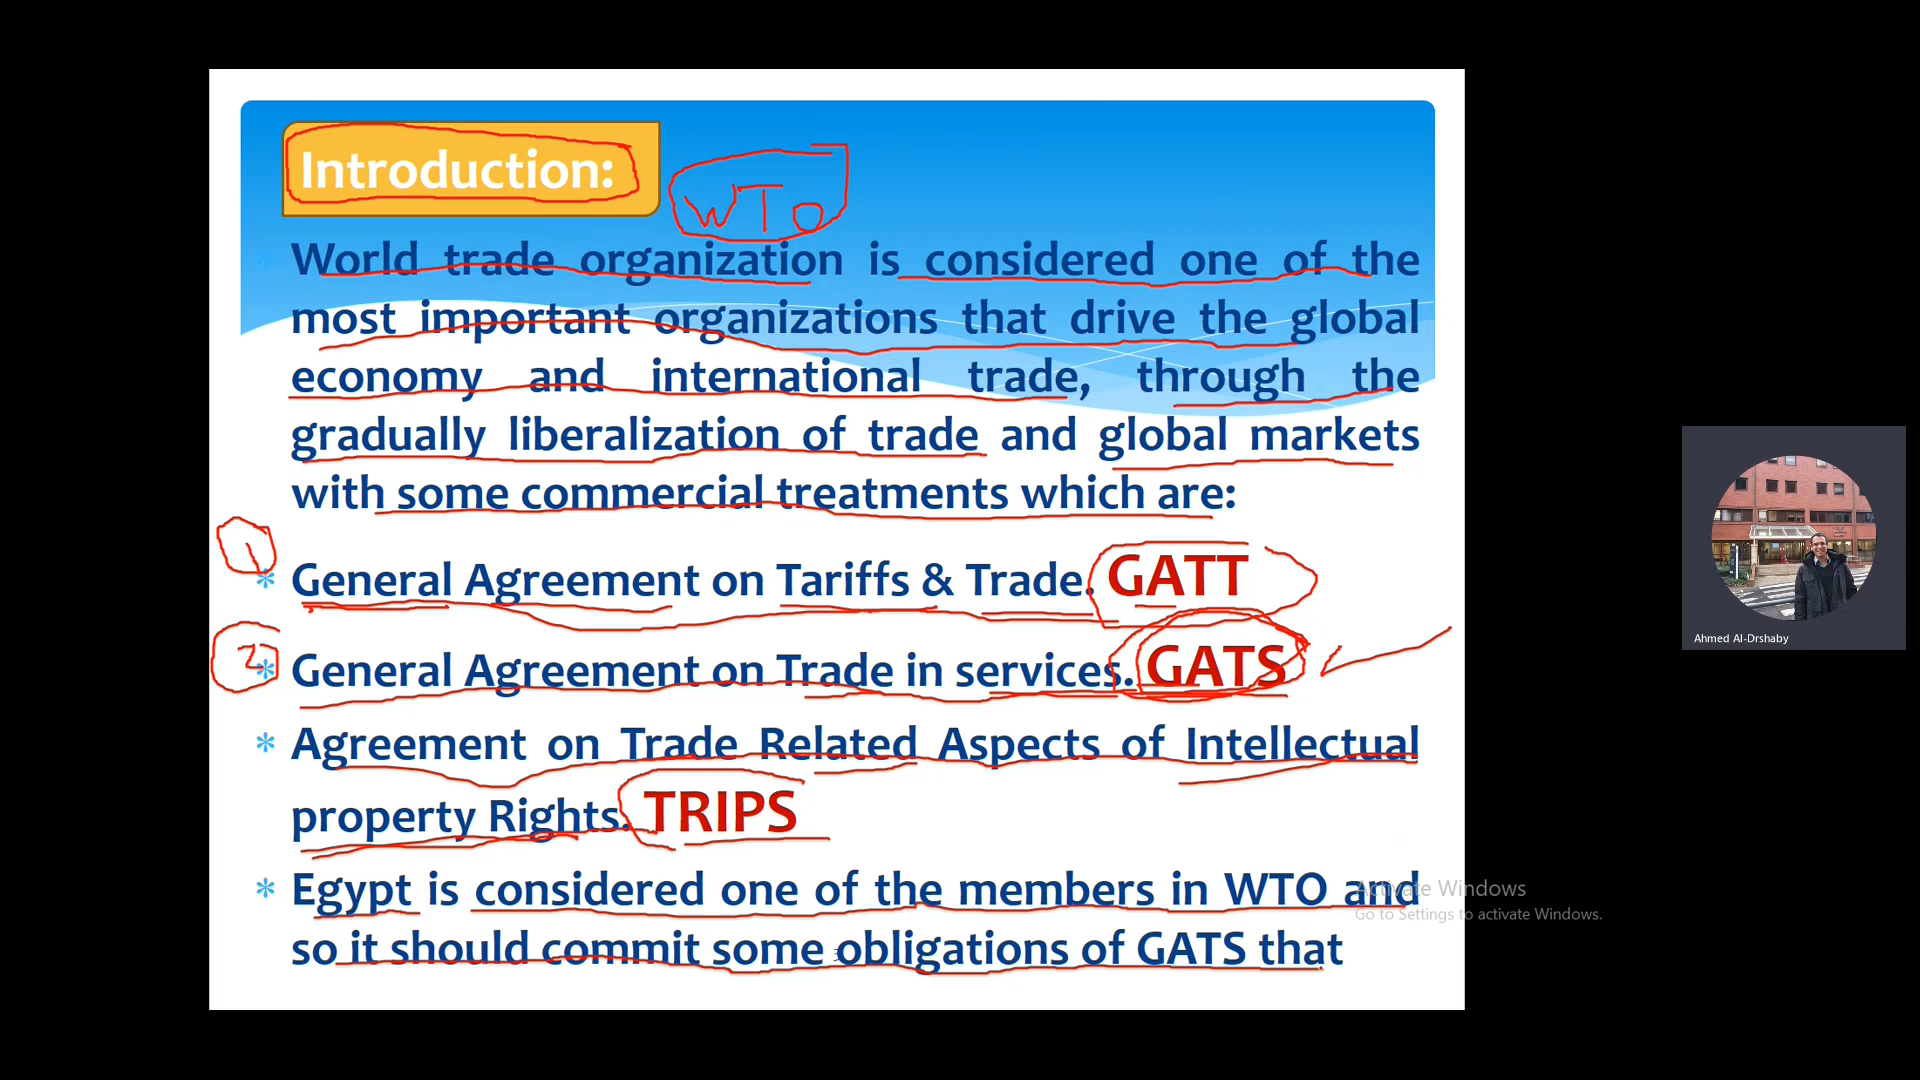 Introduction:
WTO
World trade organization is considered one of the
most important organizations that drive the global
economy and international trade, through the
gradually liberalization of trade and global markets
with some commercial treatments which are:
1
* General Agreement on Tariffs & Trade. GATT
2
* General Agreement on Trade in services. GATS
* Agreement on Trade Related Aspects of Intellectual
property Rights. TRIPS
* Egypt is considered one of the members in WTO and
so it should commit some obligations of GATS that
Activate Windows
Go to Settings to activate Windows.
Ahmed Al-Drshaby